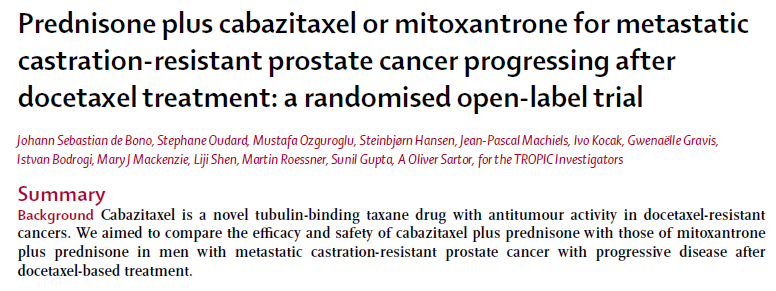 Prednisone plus cabazitaxel or mitoxantrone for metastatic
castration-resistant prostate cancer progressing after
docetaxel treatment: a randomised open-label trial
Johann Sebastian de Bono, Stephane Oudard, Mustafa Ozguroglu, Steinbjørn Hansen, Jean-Pascal Machiels, Ivo Kocak, Gwenaëlle Gravis,
Istvan Bodrogi, Mary J Mackenzie, Liji Shen, Martin Roessner, Sunil Gupta, A Oliver Sartor, for the TROPIC Investigators
Summary
Background Cabazitaxel is a novel tubulin-binding taxane drug with antitumour activity in docetaxel-resistant
cancers. We aimed to compare the efficacy and safety of cabazitaxel plus prednisone with those of mitoxantrone
plus prednisone in men with metastatic castration-resistant prostate cancer with progressive disease after
docetaxel-based treatment.